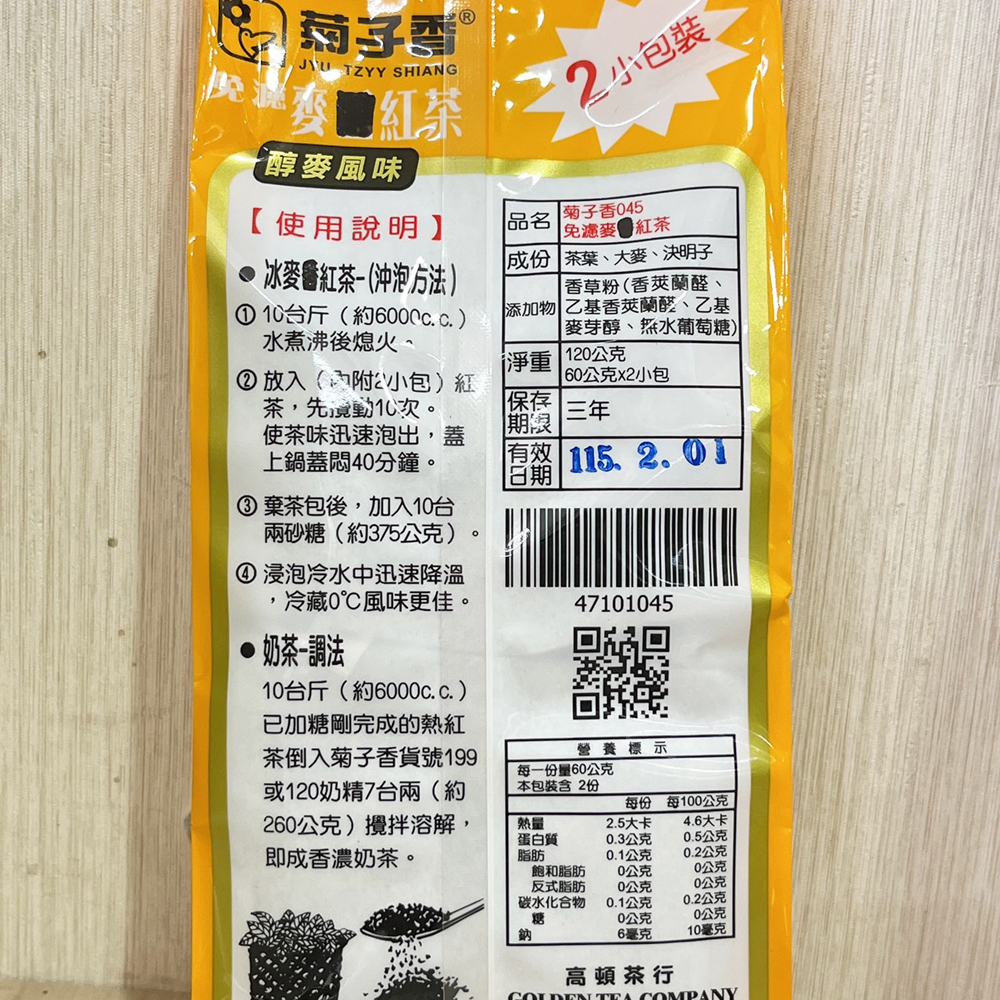 菊子香®
JYU TZYY SHIANG
免濾麥 紅茶
醇麥風味
2小包裝
【使用說明】
● 冰麥 紅茶-(沖泡方法)
① 10台斤（約6000c.c.）
水煮沸後熄火。
② 放入（內附2小包）紅
茶，先攪動10次。
使茶味迅速泡出，蓋
上鍋蓋悶40分鐘。
③ 棄茶包後，加入10台
兩砂糖（約375公克）。
④ 浸泡冷水中迅速降溫
，冷藏0℃風味更佳。
● 奶茶-調法
10台斤（約6000c.c.）
已加糖剛完成的熱紅
茶倒入菊子香貨號199
或120奶精7台兩（約
260公克）攪拌溶解，
即成香濃奶茶。
品名 菊子香045
免濾麥 紅茶
成份 茶葉、大麥、決明子
添加物 香草粉(香莢蘭醛、
乙基香莢蘭醛、乙基
麥芽醇、無水葡萄糖)
淨重 120公克
60公克x2小包
保存期限 三年
有效日期 115. 2. 01
47101045
營養標示
每一份量60公克
本包裝含 2份
每份 每100公克
熱量 2.5大卡 4.6大卡
蛋白質 0.3公克 0.5公克
脂肪 0.1公克 0.2公克
飽和脂肪 0公克 0公克
反式脂肪 0公克 0公克
碳水化合物 0.1公克 0.2公克
糖 0公克 0公克
鈉 6毫克 10毫克
高頓茶行
GOLDEN TEA COMPANY